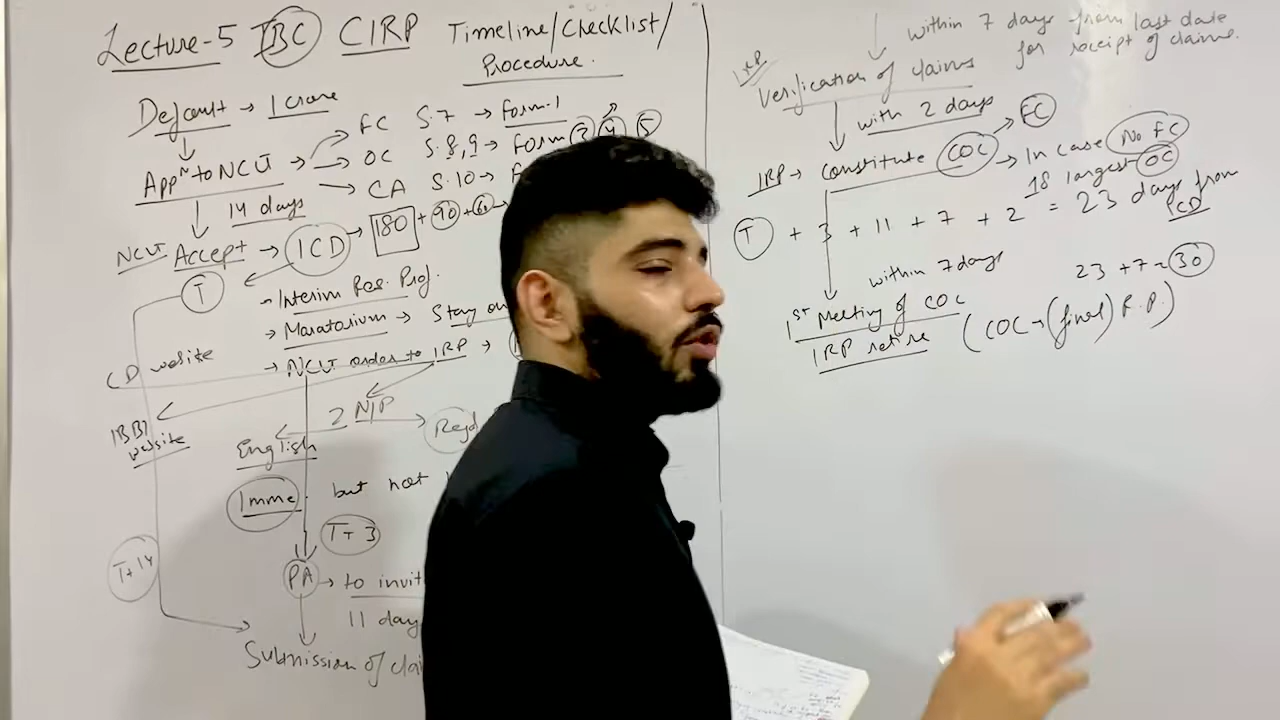 Lecture-5 IBC CIRP Timeline/Checklist/
Procedure.
Default → 1 crore
App^n to NCLT → FC S.7 → Form-1
→ OC S.8,9 → Form 3 4 5
→ CA S.10 →
14 days
NCLT Accept → ICD → 180 + 90 + 60 →
T
- Interim Res. Prof.
→ Maratorium → Stay on
CD website
→ NCLT order to IRP →
2 N/P
IBBI website
English
Regd
Imme. but not
T+3
T+14
PA → to invit
11 day
Submission of clai
within 7 days from last date
for receipt of claims.
IRP
Verification of claims
with 2 days
IRP → constitute COC → FC
→ In case No FC
18 largest OC
T + 3 + 11 + 7 + 2 = 23 days from
ICD
within 7 days
23 + 7 = 30
1ST Meeting of COC
IRP retire (COC → (final) R.P.)